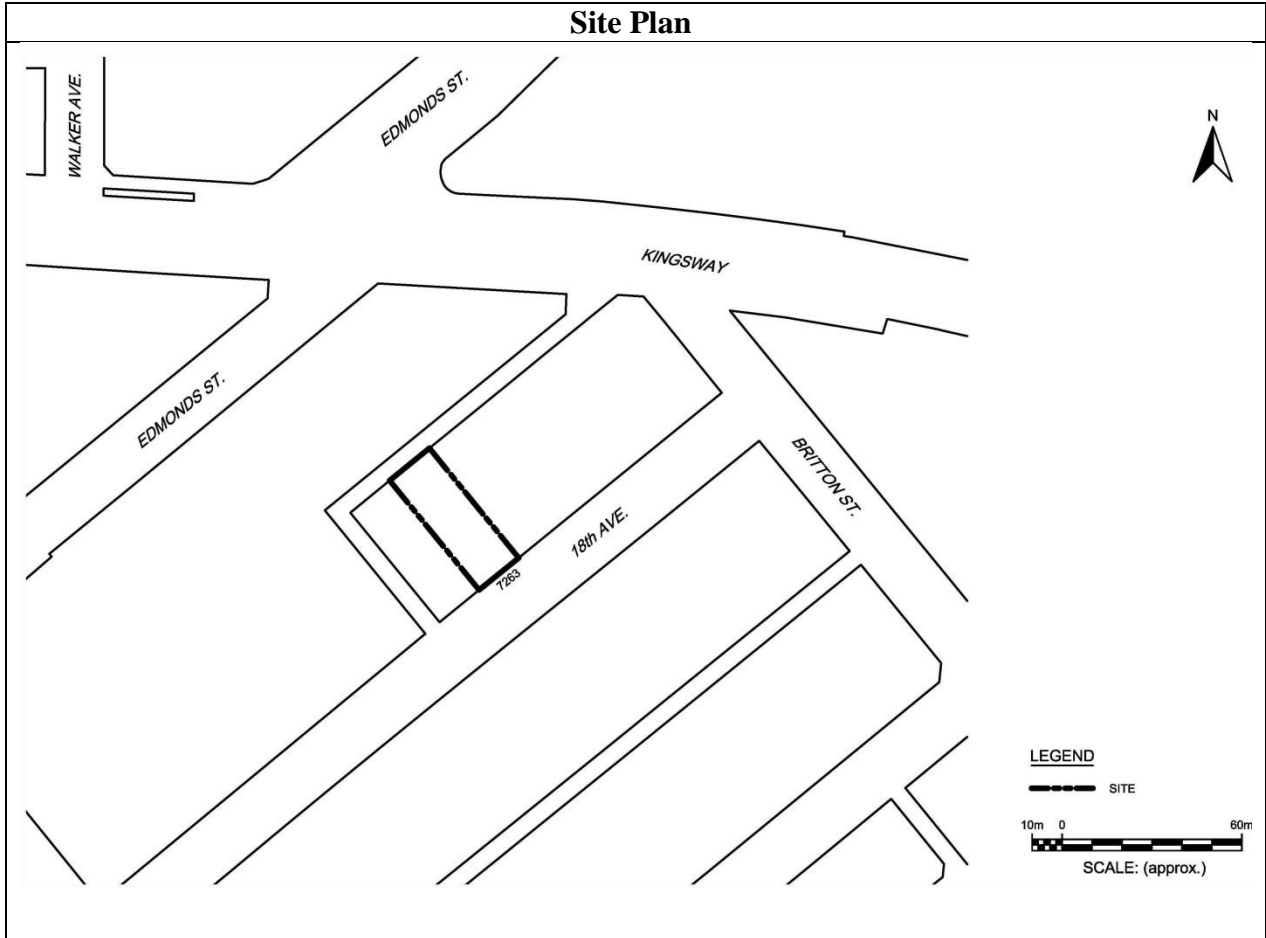 Site Plan
WALKER AVE.
EDMONDS ST.
N
KINGSWAY
EDMONDS ST.
BRITTON ST.
18th AVE.
7263
LEGEND
SITE
10m 0 60m
SCALE: (approx.)